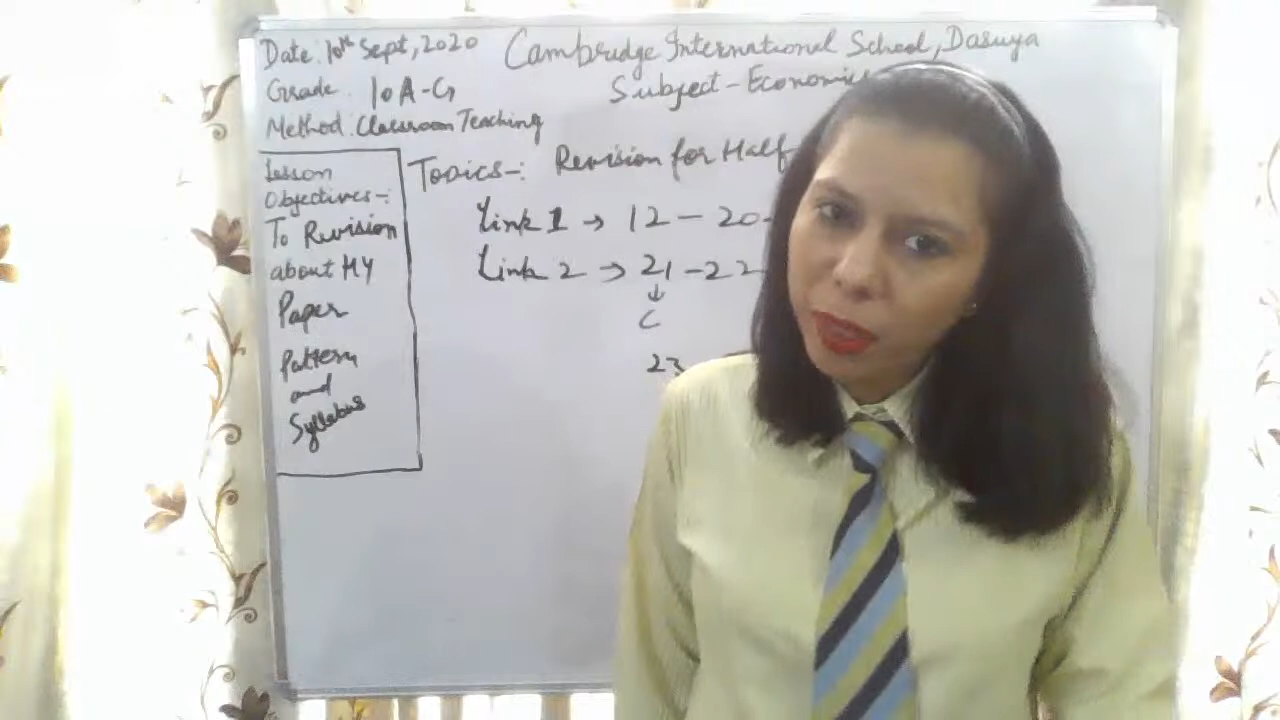 Date: 10th Sept, 2020
Cambridge International School, Dasuya
Grade: 10 A-G
Subject - Economics
Method: Classroom Teaching
Lesson
Objectives-:
To Revision
about HY
Paper
Pattern
and
Syllabus
Topics-: Revision for Half
Link 1 → 12 - 20
Link 2 → 21 - 22
↓
C
23